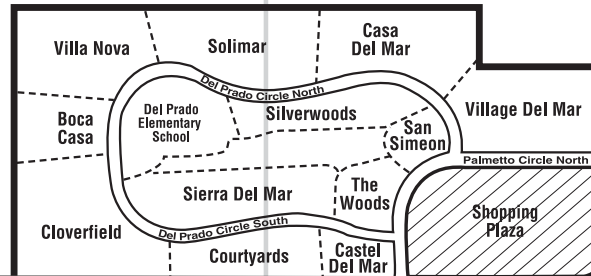 Villa Nova
Solimar
Casa
Del Mar
Del Prado Circle North
Del Prado
Elementary
School
Silverwoods
Boca
Casa
San
Simeon
Village Del Mar
Palmetto Circle North
Sierra Del Mar
The
Woods
Shopping
Plaza
Cloverfield
Del Prado Circle South
Courtyards
Castel
Del Mar